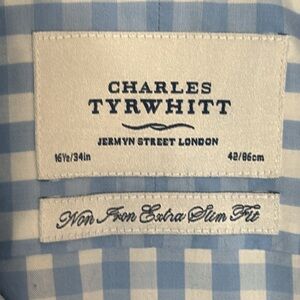 CHARLES
TYRWHITT
JERMYN STREET LONDON
16½/34in 42/86cm
Non Iron Extra Slim Fit